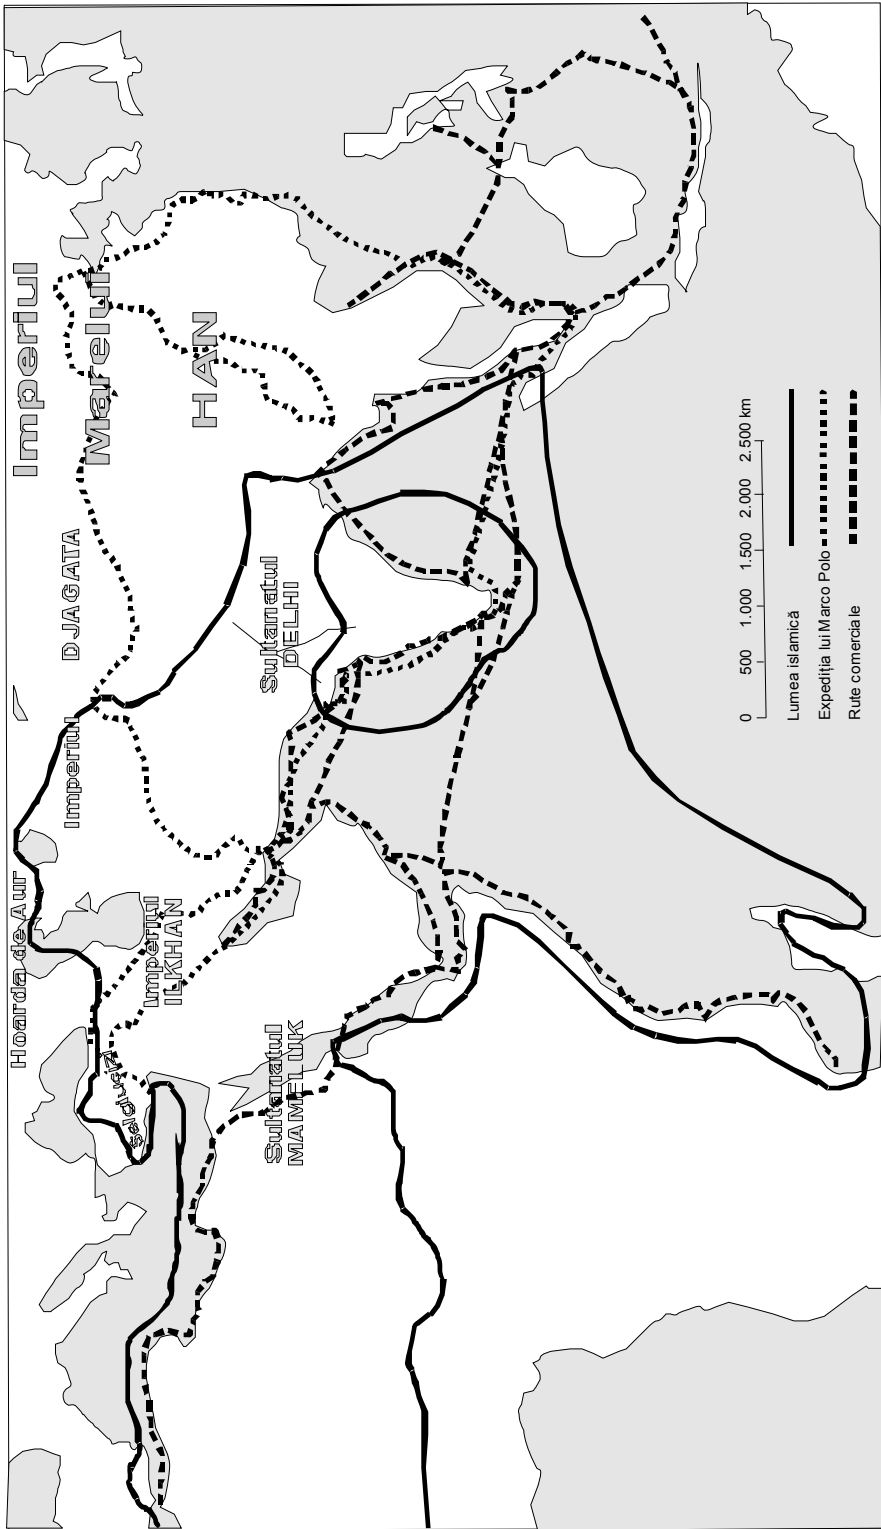 Hoarda de Aur
Imperiul
DJAGATA
Imperiul
Marelui
HAN
Selgiucizi
Imperiul
ILKHAN
Sultanatul
MAMELUK
Sultanatul
DELHI
0 500 1.000 1.500 2.000 2.500 km
Lumea islamică
Expediția lui Marco Polo
Rute comerciale